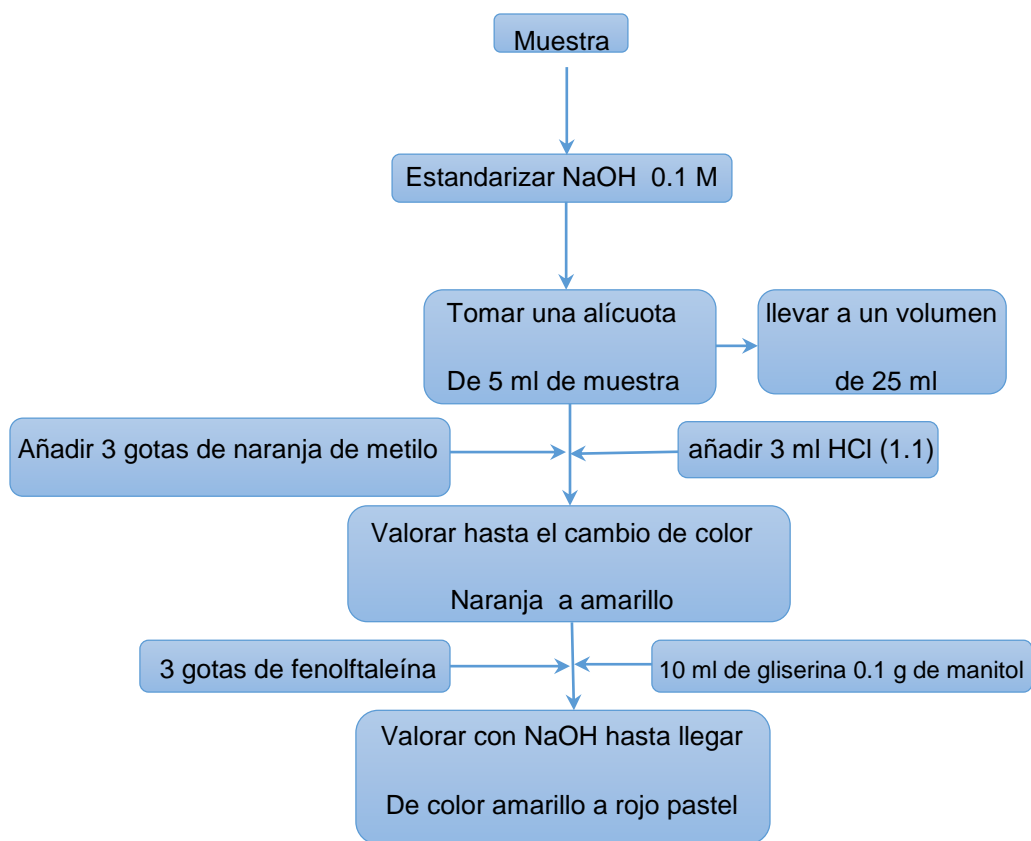 Muestra
Estandarizar NaOH 0.1 M
Tomar una alícuota
De 5 ml de muestra
llevar a un volumen
de 25 ml
Añadir 3 gotas de naranja de metilo
añadir 3 ml HCl (1.1)
Valorar hasta el cambio de color
Naranja a amarillo
3 gotas de fenolftaleína
10 ml de gliserina 0.1 g de manitol
Valorar con NaOH hasta llegar
De color amarillo a rojo pastel